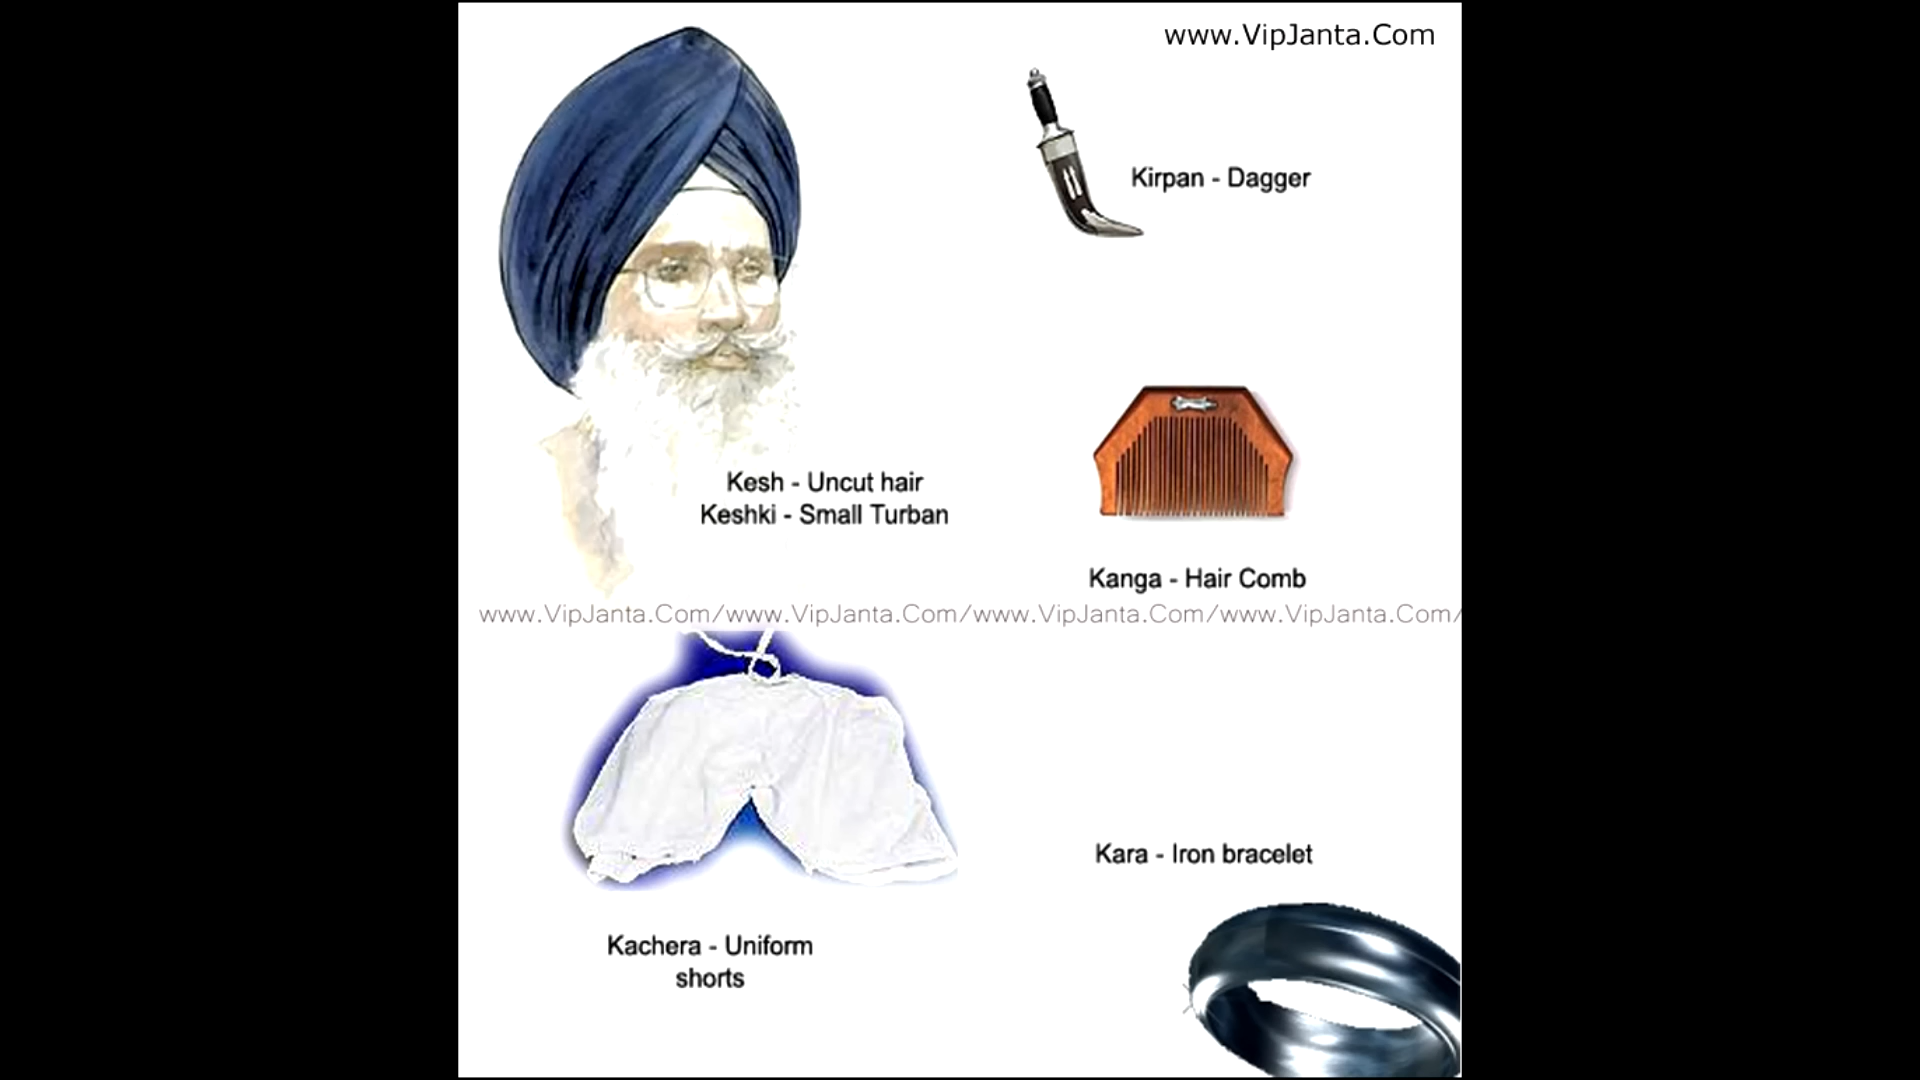 www.VipJanta.Com
Kirpan - Dagger
Kesh - Uncut hair
Keshki - Small Turban
Kanga - Hair Comb
www.VipJanta.Com/www.VipJanta.Com/www.VipJanta.Com/www.VipJanta.Com/
Kara - Iron bracelet
Kachera - Uniform
shorts